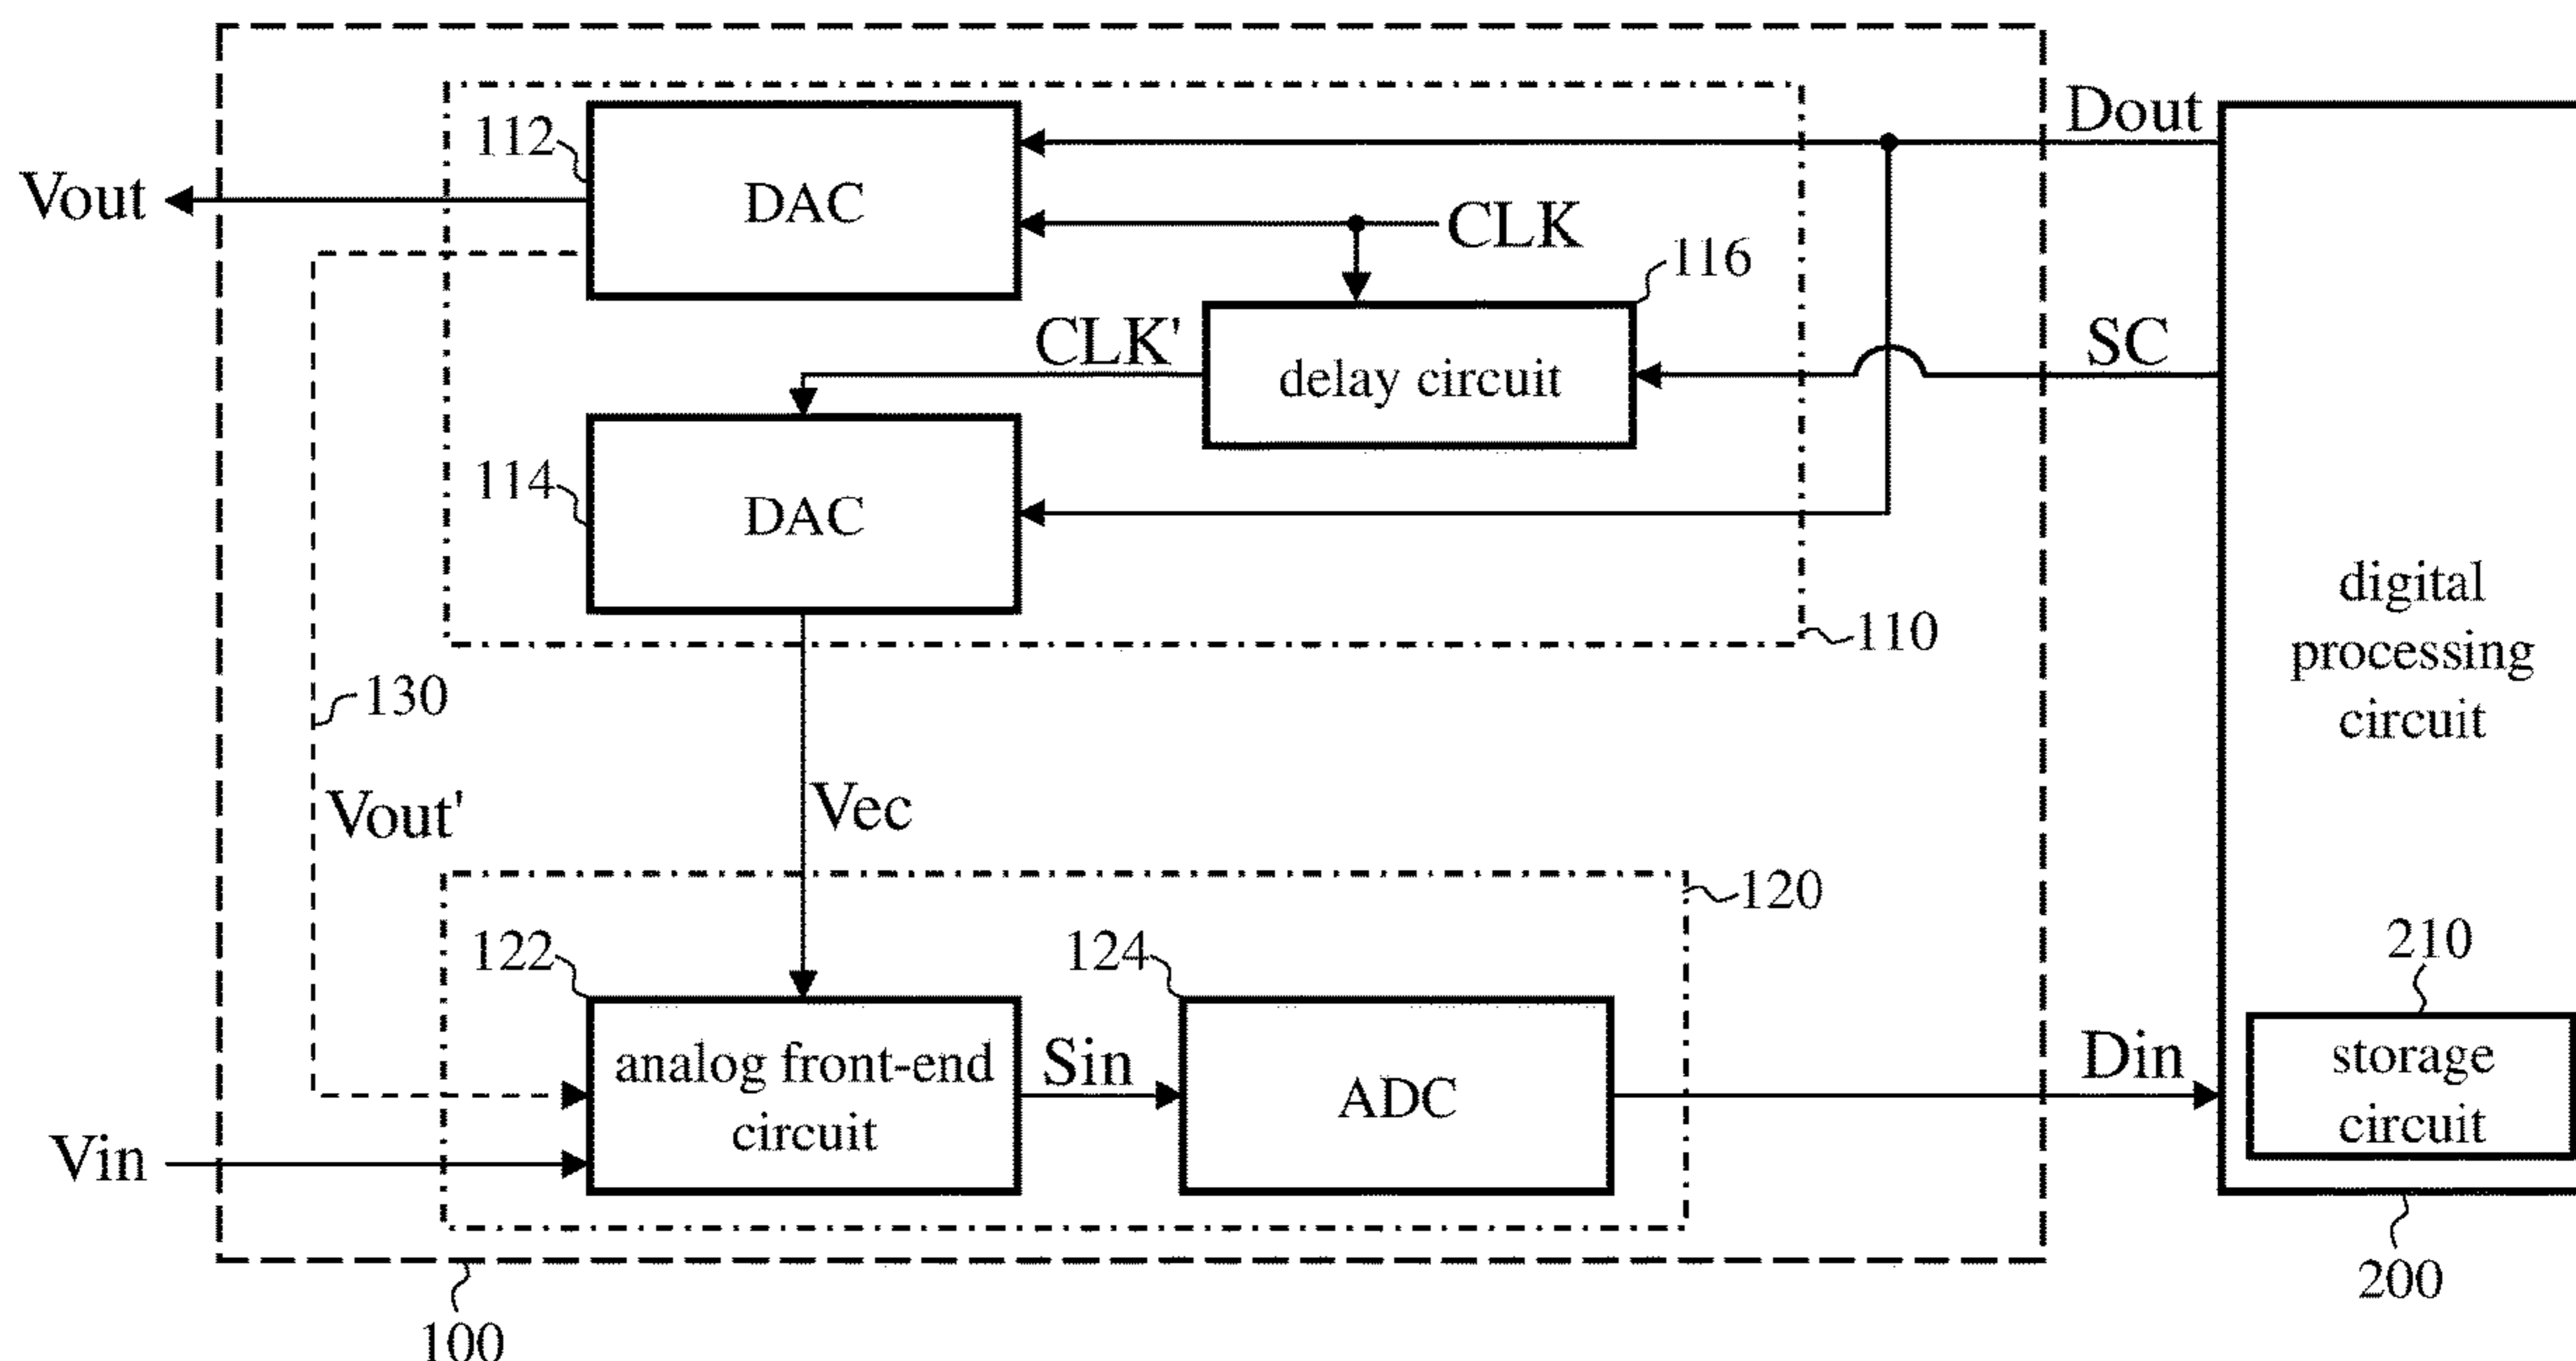 Dout
112
Vout
DAC
CLK
116
CLK'
delay circuit
SC
114
DAC
digital
processing
circuit
110
130
Vout'
Vec
120
122
124
210
analog front-end
circuit
Sin
ADC
Din
storage
circuit
Vin
200
100